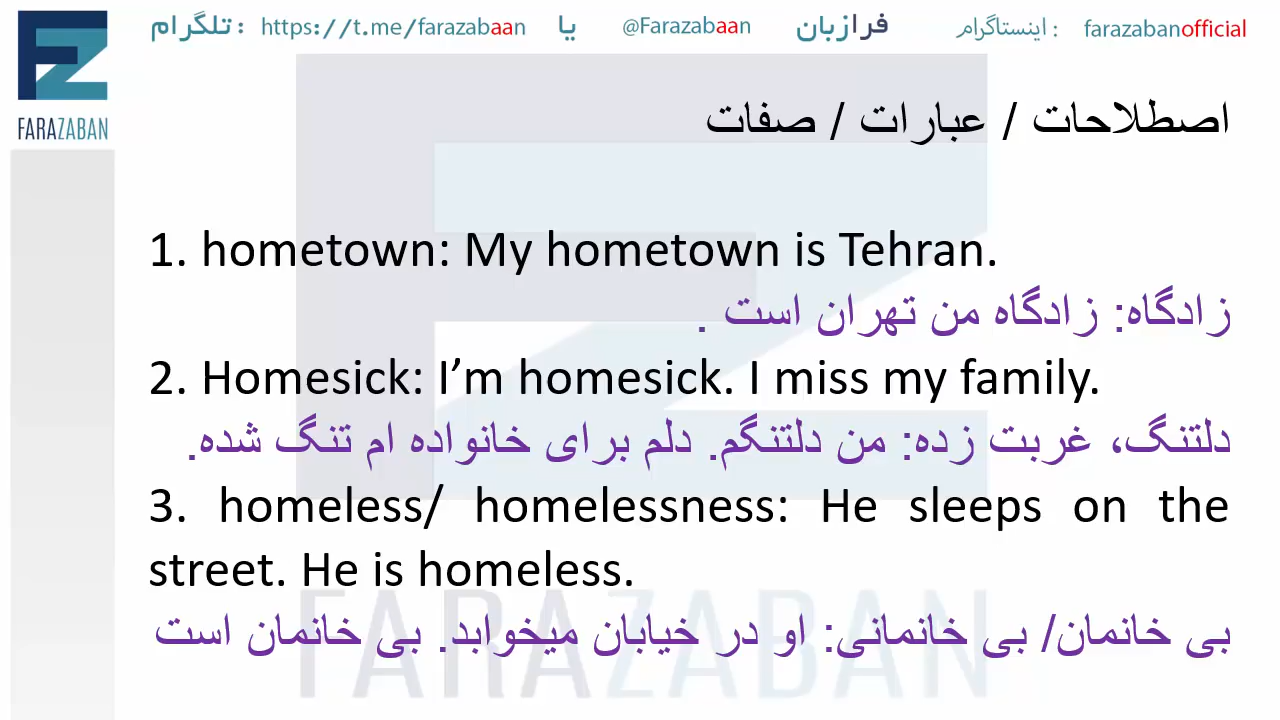 تلگرام : https://t.me/farazabaan یا @Farazabaan فرازبان اینستاگرام : farazabanofficial
FARAZABAN
اصطلاحات / عبارات / صفات
1. hometown: My hometown is Tehran.
زادگاه: زادگاه من تهران است .
2. Homesick: I’m homesick. I miss my family.
دلتنگ، غربت زده: من دلتنگم. دلم برای خانواده ام تنگ شده.
3. homeless/ homelessness: He sleeps on the
street. He is homeless.
بی خانمان/ بی خانمانی: او در خیابان میخوابد. بی خانمان است
FARAZABAN